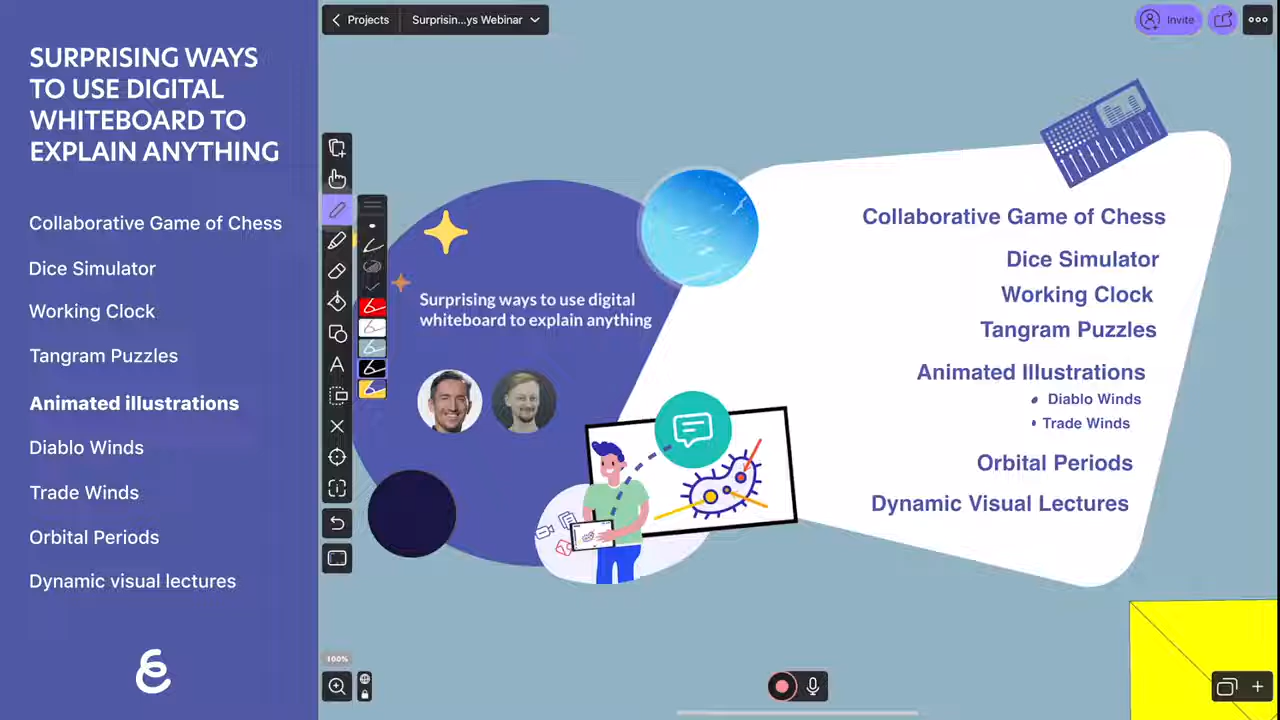 SURPRISING WAYS
TO USE DIGITAL
WHITEBOARD TO
EXPLAIN ANYTHING
Collaborative Game of Chess
Dice Simulator
Working Clock
Tangram Puzzles
Animated illustrations
Diablo Winds
Trade Winds
Orbital Periods
Dynamic visual lectures
Projects
Surprisin...ys Webinar
Invite
Surprising ways to use digital
whiteboard to explain anything
Collaborative Game of Chess
Dice Simulator
Working Clock
Tangram Puzzles
Animated Illustrations
Diablo Winds
Trade Winds
Orbital Periods
Dynamic Visual Lectures
A
100%